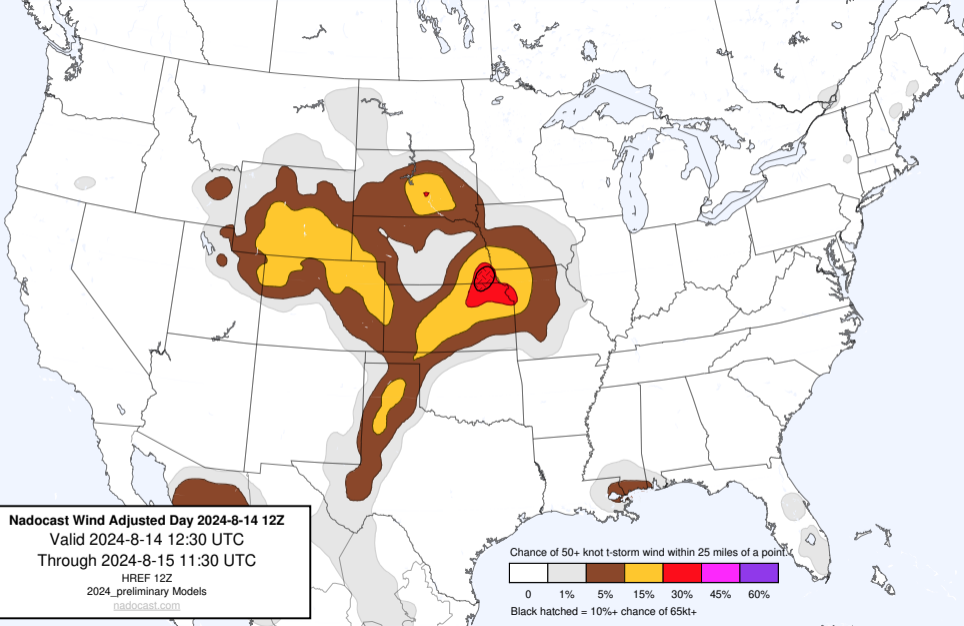 Nadocast Wind Adjusted Day 2024-8-14 12Z
Valid 2024-8-14 12:30 UTC
Through 2024-8-15 11:30 UTC
HREF 12Z
2024_preliminary Models
nadocast.com
Chance of 50+ knot t-storm wind within 25 miles of a point.
0 1% 5% 15% 30% 45% 60%
Black hatched = 10%+ chance of 65kt+